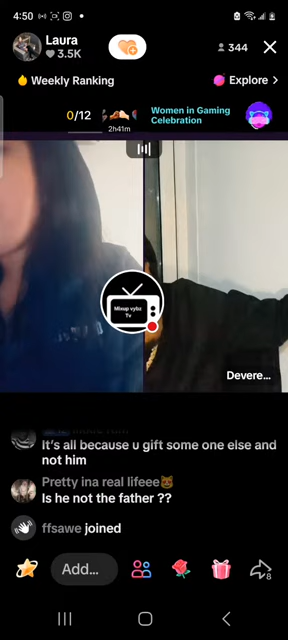 4:50
Laura
3.5K
344
Weekly Ranking
Explore >
0/12
2h41m
Women in Gaming
Celebration
Mixup vybz
Tv
Devere...
It's all because u gift some one else and
not him
Pretty ina real lifeee
Is he not the father ??
ffsawe joined
Add...
8